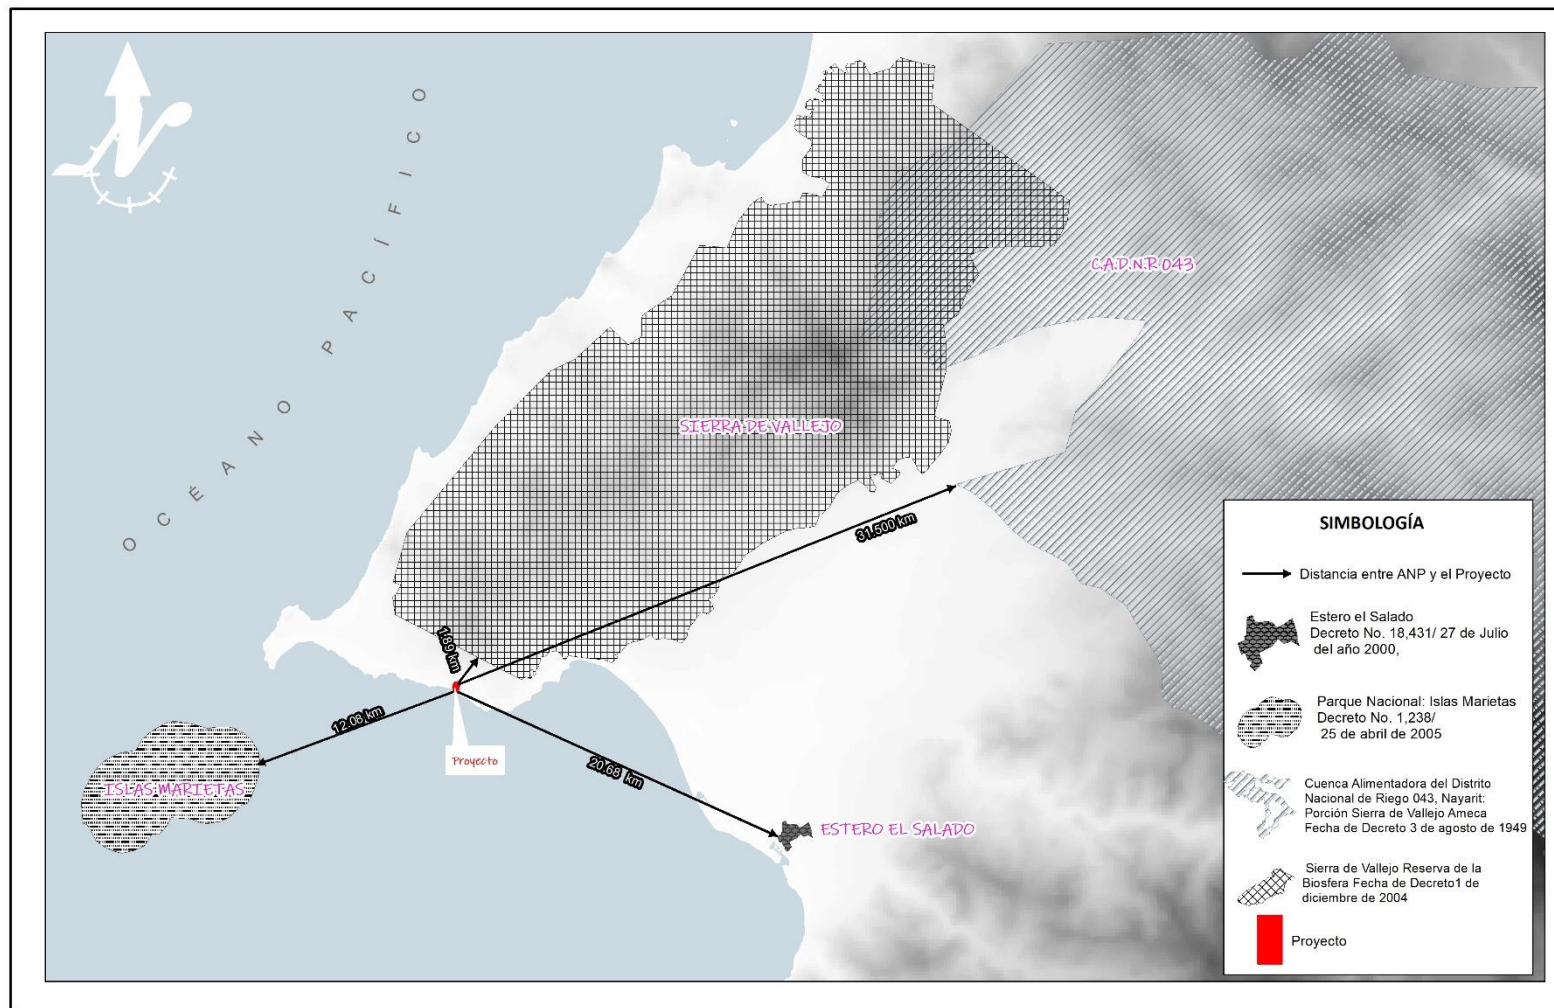 OCÉANO PACÍFICO
C.A.D.N.R 043
SIERRA DE VALLEJO
31.500 km
1.89 km
12.08 km
20.68 km
Proyecto
ISLAS MARIETAS
ESTERO EL SALADO
SIMBOLOGÍA
Distancia entre ANP y el Proyecto
Estero el Salado
Decreto No. 18,431/ 27 de Julio
del año 2000,
Parque Nacional: Islas Marietas
Decreto No. 1,238/
25 de abril de 2005
Cuenca Alimentadora del Distrito
Nacional de Riego 043, Nayarit:
Porción Sierra de Vallejo Ameca
Fecha de Decreto 3 de agosto de 1949
Sierra de Vallejo Reserva de la
Biosfera Fecha de Decreto1 de
diciembre de 2004
Proyecto